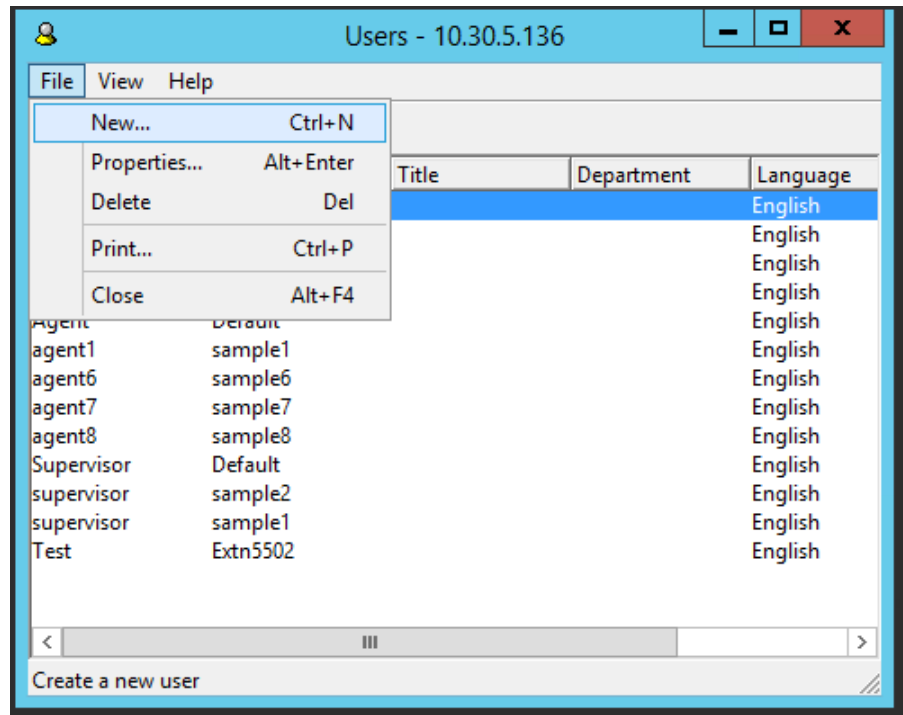 Users - 10.30.5.136
File View Help
New... Ctrl+N
Properties... Alt+Enter
Delete Del
Print... Ctrl+P
Close Alt+F4
Title Department Language
English
English
English
English
Agent Default English
agent1 sample1 English
agent6 sample6 English
agent7 sample7 English
agent8 sample8 English
Supervisor Default English
supervisor sample2 English
supervisor sample1 English
Test Extn5502 English
Create a new user